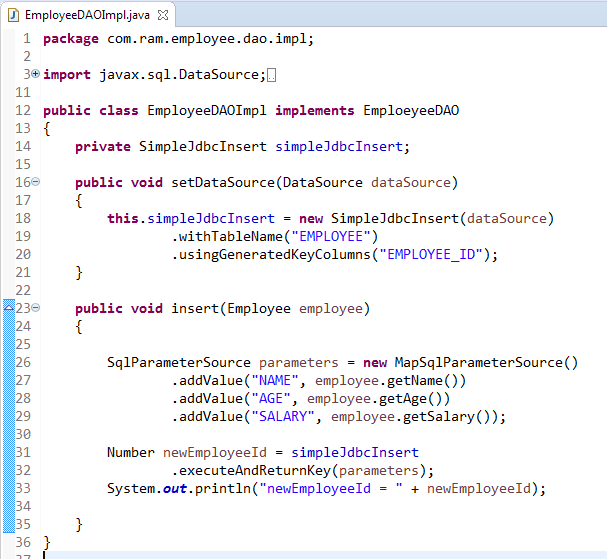 EmployeeDAOImpl.java
1 package com.ram.employee.dao.impl;
2
3 import javax.sql.DataSource;
11
12 public class EmployeeDAOImpl implements EmploeyeeDAO
13 {
14 private SimpleJdbcInsert simpleJdbcInsert;
15
16 public void setDataSource(DataSource dataSource)
17 {
18 this.simpleJdbcInsert = new SimpleJdbcInsert(dataSource)
19 .withTableName("EMPLOYEE")
20 .usingGeneratedKeyColumns("EMPLOYEE_ID");
21 }
22
23 public void insert(Employee employee)
24 {
25
26 SqlParameterSource parameters = new MapSqlParameterSource()
27 .addValue("NAME", employee.getName())
28 .addValue("AGE", employee.getAge())
29 .addValue("SALARY", employee.getSalary());
30
31 Number newEmployeeId = simpleJdbcInsert
32 .executeAndReturnKey(parameters);
33 System.out.println("newEmployeeId = " + newEmployeeId);
34
35 }
36 }
37